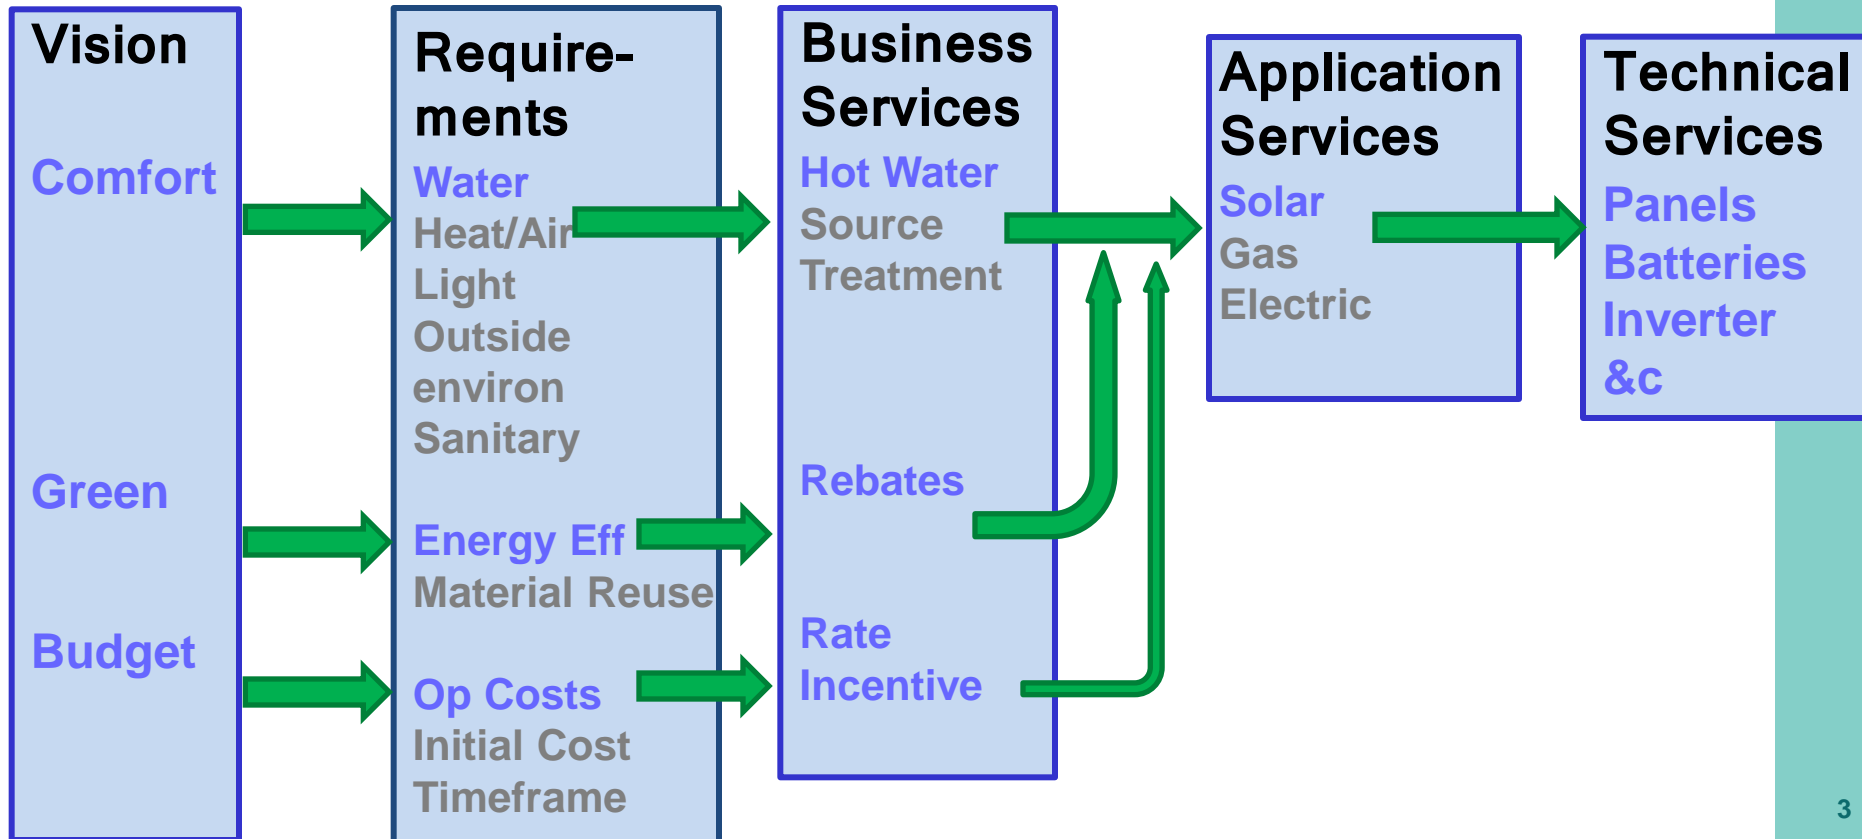 Vision
Comfort
Green
Budget
Require-
ments
Water
Heat/Air
Light
Outside
environ
Sanitary
Energy Eff
Material Reuse
Op Costs
Initial Cost
Timeframe
Business
Services
Hot Water
Source
Treatment
Rebates
Rate
Incentive
Application
Services
Solar
Gas
Electric
Technical
Services
Panels
Batteries
Inverter
&c
3